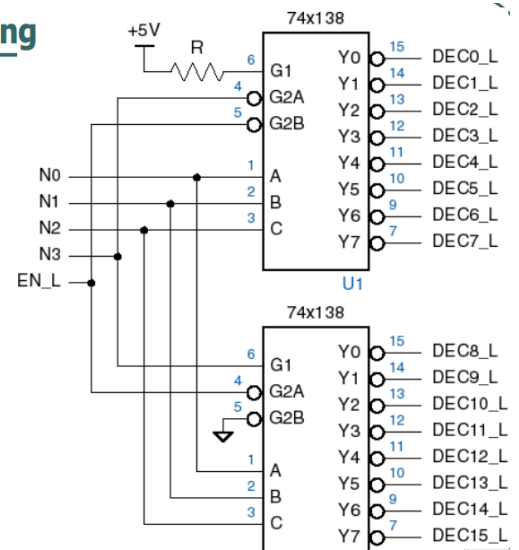 ng
74x138
+5V
R
6 G1
4 G2A
5 G2B
N0 1 A
N1 2 B
N2 3 C
N3
EN_L
Y0 15 DEC0_L
Y1 14 DEC1_L
Y2 13 DEC2_L
Y3 12 DEC3_L
Y4 11 DEC4_L
Y5 10 DEC5_L
Y6 9 DEC6_L
Y7 7 DEC7_L
U1
74x138
6 G1
4 G2A
5 G2B
1 A
2 B
3 C
Y0 15 DEC8_L
Y1 14 DEC9_L
Y2 13 DEC10_L
Y3 12 DEC11_L
Y4 11 DEC12_L
Y5 10 DEC13_L
Y6 9 DEC14_L
Y7 7 DEC15_L